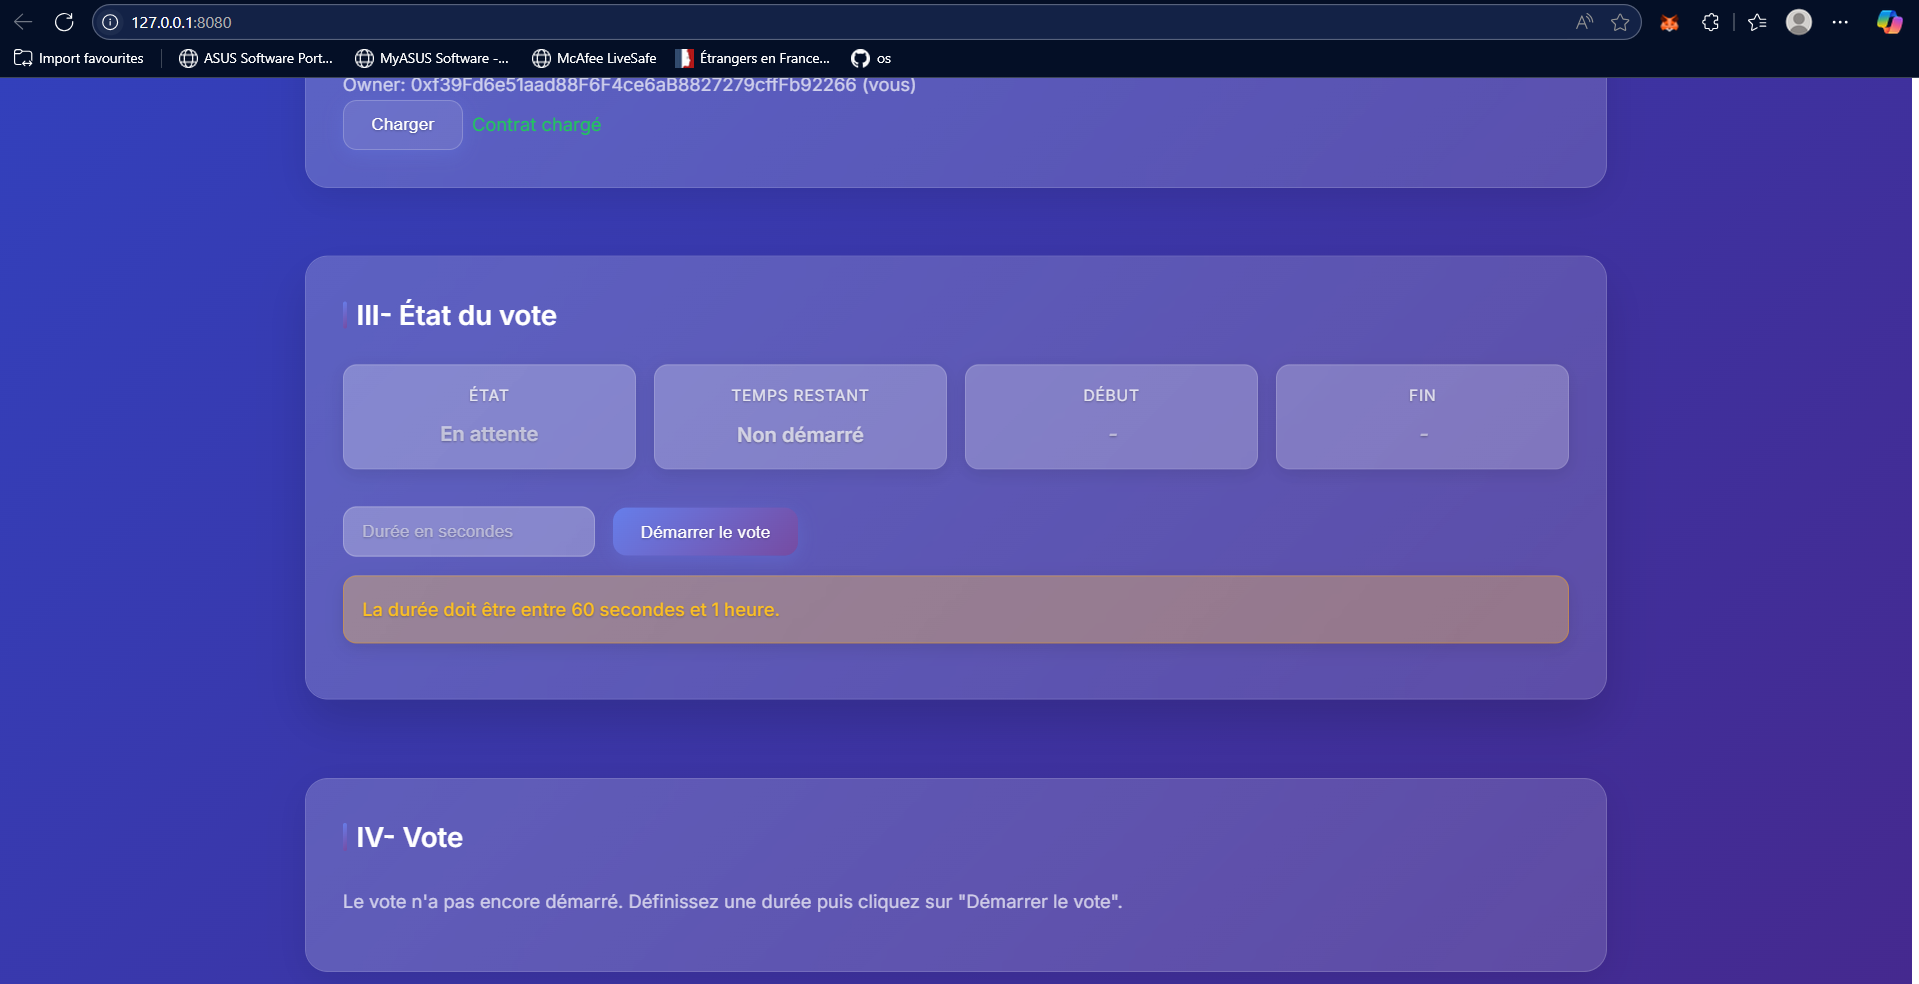 127.0.0.1:8080
Import favourites
ASUS Software Port...
MyASUS Software -...
McAfee LiveSafe
Étrangers en France...
os
Owner: 0xf39Fd6e51aad88F6F4ce6aB8827279cffFb92266 (vous)
Charger
Contrat chargé
III- État du vote
ÉTAT
En attente
TEMPS RESTANT
Non démarré
DÉBUT
-
FIN
-
Durée en secondes
Démarrer le vote
La durée doit être entre 60 secondes et 1 heure.
IV- Vote
Le vote n'a pas encore démarré. Définissez une durée puis cliquez sur "Démarrer le vote".